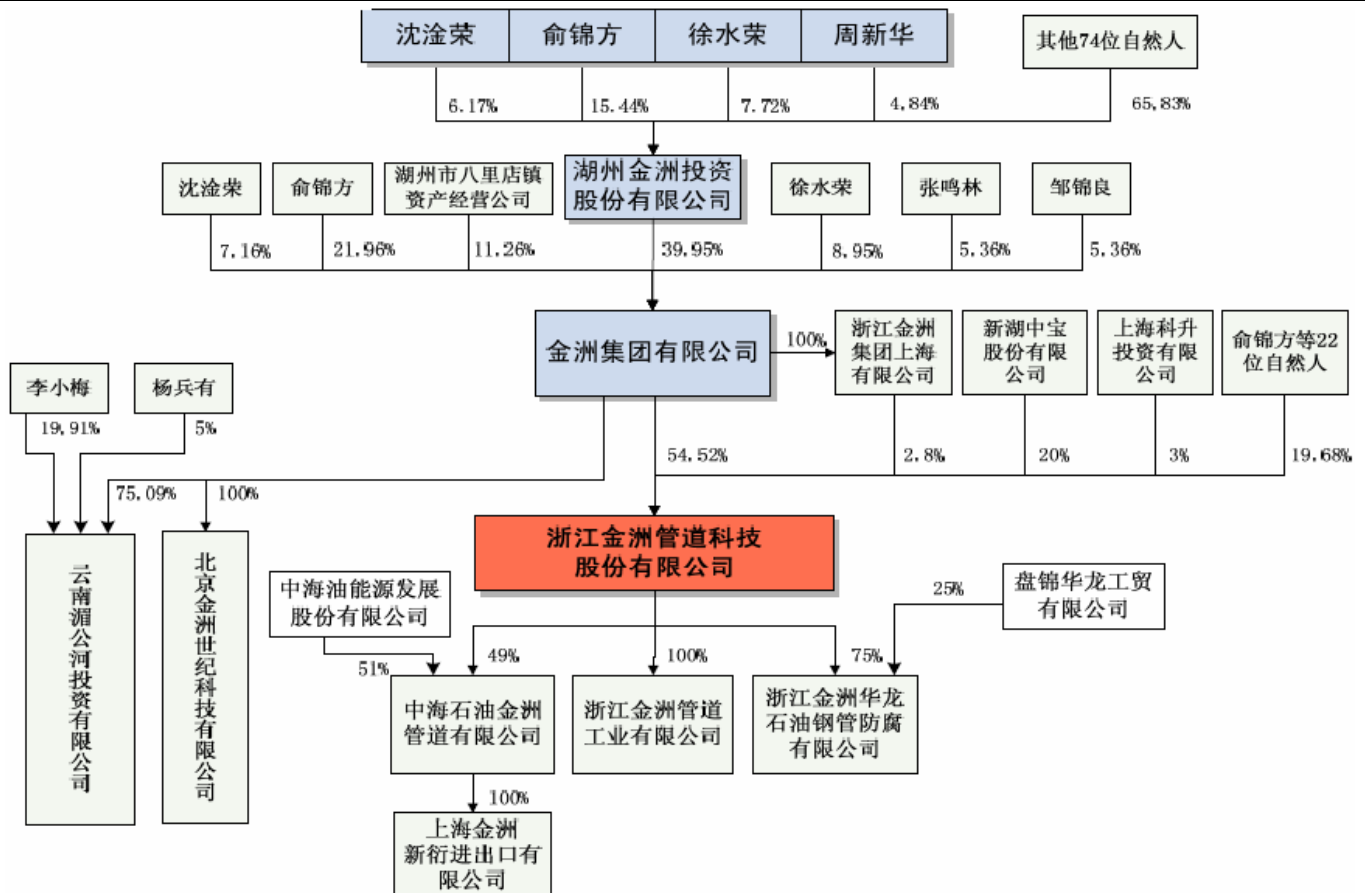 沈淦荣
俞锦方
徐水荣
周新华
其他74位自然人
6.17%
15.44%
7.72%
4.84%
65.83%
沈淦荣
俞锦方
湖州市八里店镇
资产经营公司
湖州金洲投资
股份有限公司
徐水荣
张鸣林
邹锦良
7.16%
21.96%
11.26%
39.95%
8.95%
5.36%
5.36%
金洲集团有限公司
100%
浙江金洲
集团上海
有限公司
新湖中宝
股份有限
公司
上海科升
投资有限
公司
俞锦方等22
位自然人
李小梅
杨兵有
19.91%
5%
54.52%
2.8%
20%
3%
19.68%
75.09%
100%
浙江金洲管道科技
股份有限公司
云南湄公河投资有限公司
北京金洲世纪科技有限公司
中海油能源发展
股份有限公司
25%
盘锦华龙工贸
有限公司
51%
49%
100%
75%
中海石油金洲
管道有限公司
浙江金洲管道
工业有限公司
浙江金洲华龙
石油钢管防腐
有限公司
100%
上海金洲
新衍进出口有
限公司